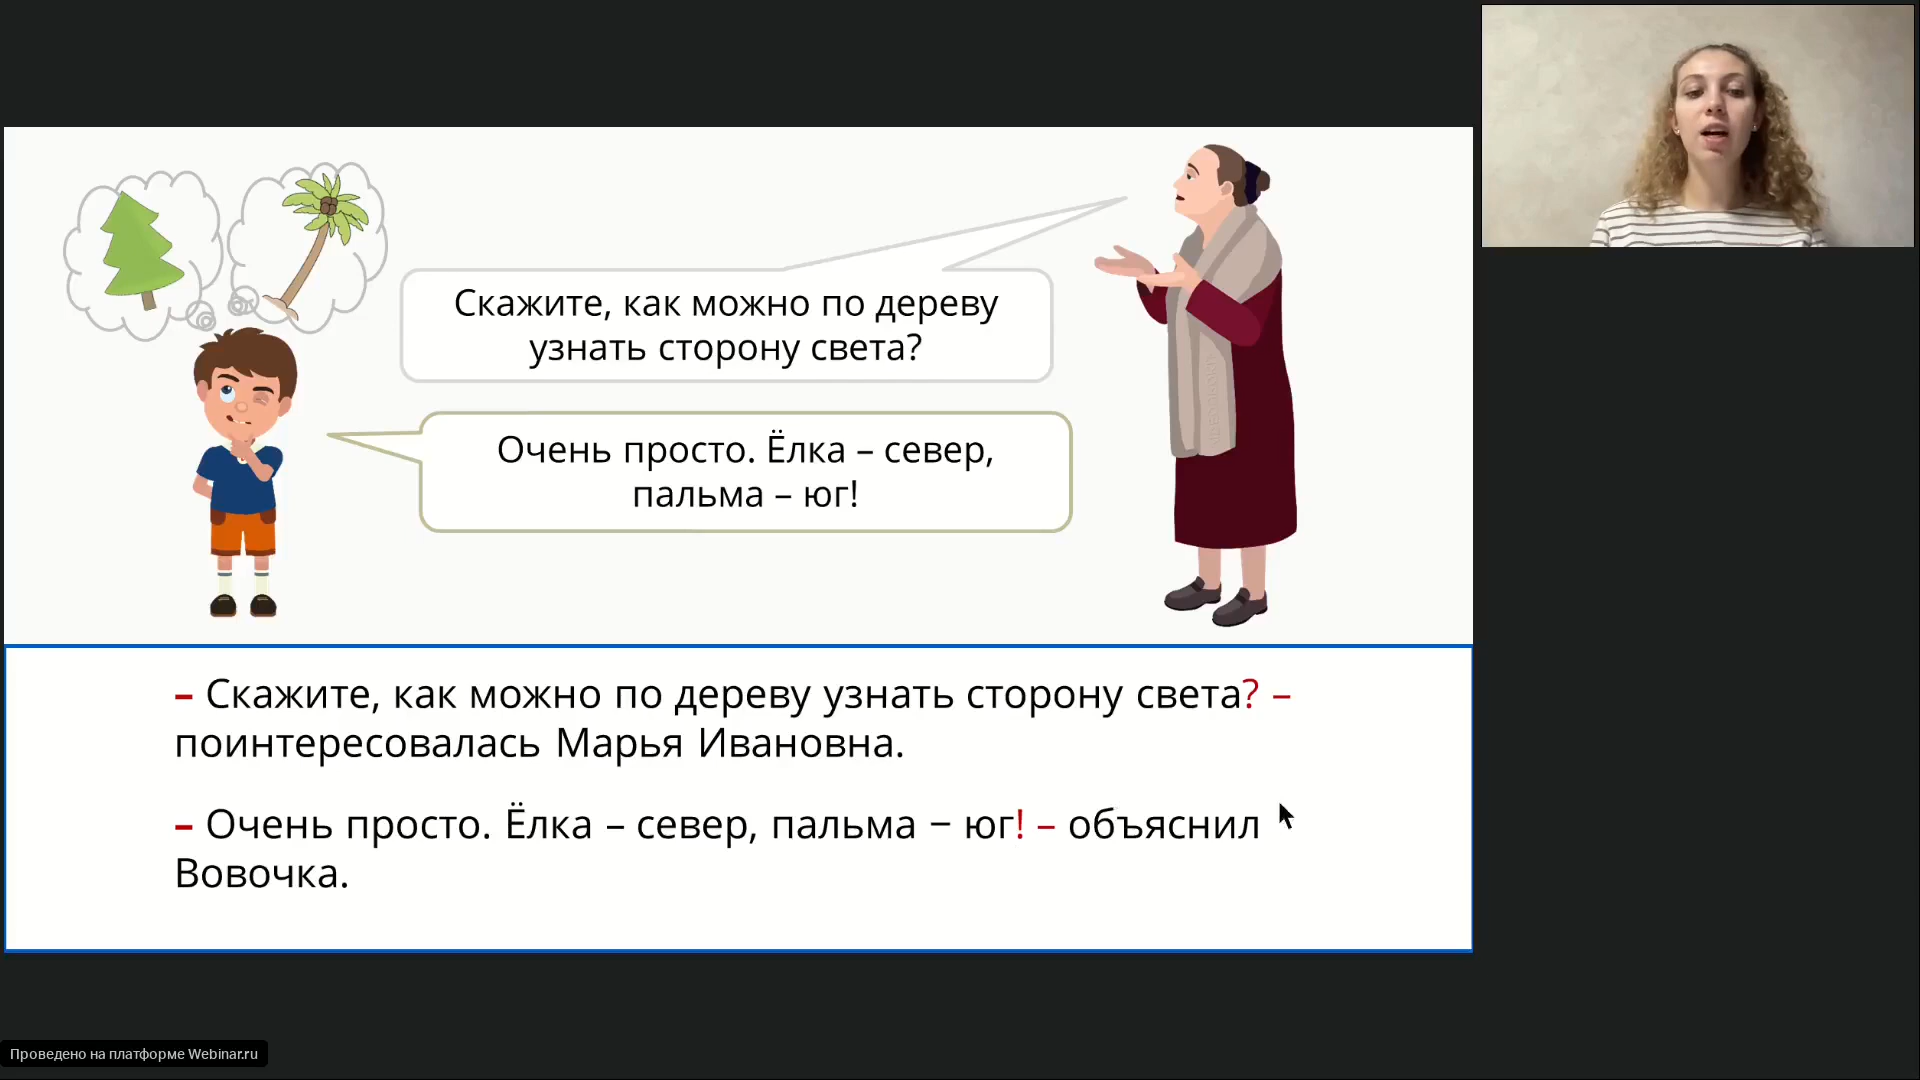 Скажите, как можно по дереву
узнать сторону света?
Очень просто. Ёлка – север,
пальма – юг!
– Скажите, как можно по дереву узнать сторону света? –
поинтересовалась Марья Ивановна.
– Очень просто. Ёлка – север, пальма – юг! – объяснил
Вовочка.
Проведено на платформе Webinar.ru